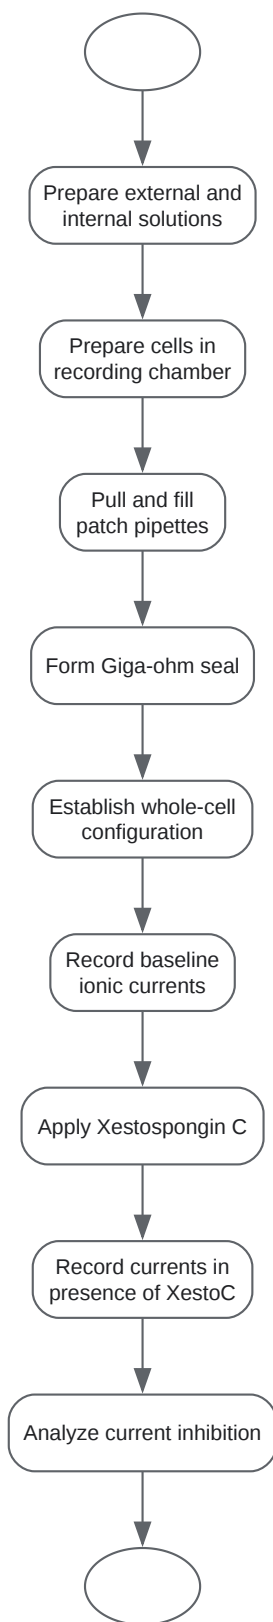 Prepare external and
internal solutions
Prepare cells in
recording chamber
Pull and fill
patch pipettes
Form Giga-ohm seal
Establish whole-cell
configuration
Record baseline
ionic currents
Apply Xestospongin C
Record currents in
presence of XestoC
Analyze current inhibition